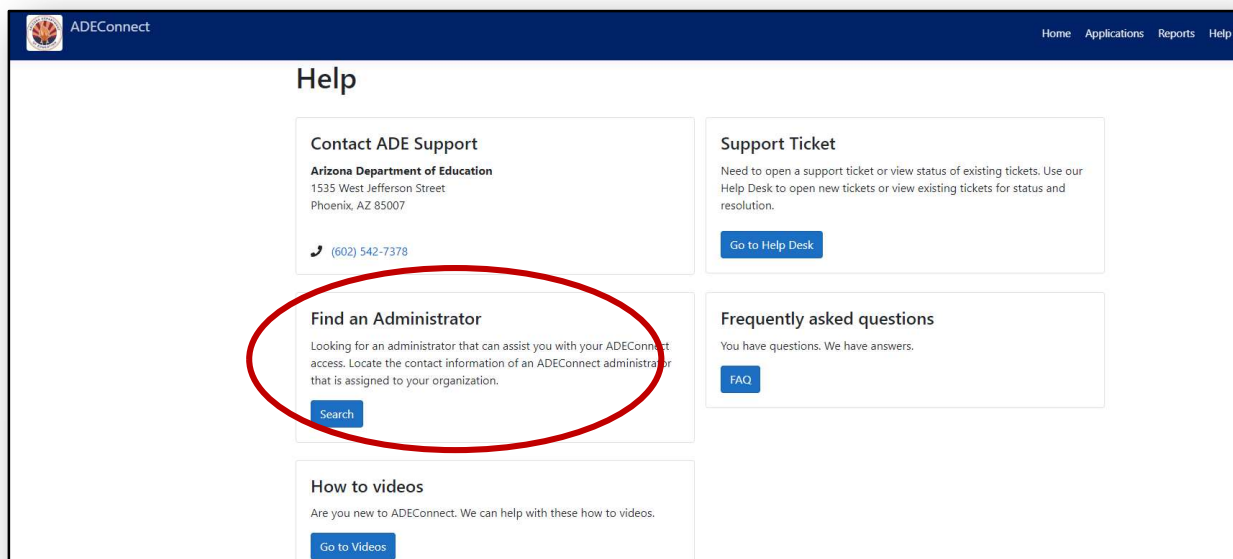 ADEConnect
Home Applications Reports Help
Help
Contact ADE Support
Arizona Department of Education
1535 West Jefferson Street
Phoenix, AZ 85007
(602) 542-7378
Support Ticket
Need to open a support ticket or view status of existing tickets. Use our
Help Desk to open new tickets or view existing tickets for status and
resolution.
Go to Help Desk
Find an Administrator
Looking for an administrator that can assist you with your ADEConnect
access. Locate the contact information of an ADEConnect administrator
that is assigned to your organization.
Search
Frequently asked questions
You have questions. We have answers.
FAQ
How to videos
Are you new to ADEConnect. We can help with these how to videos.
Go to Videos